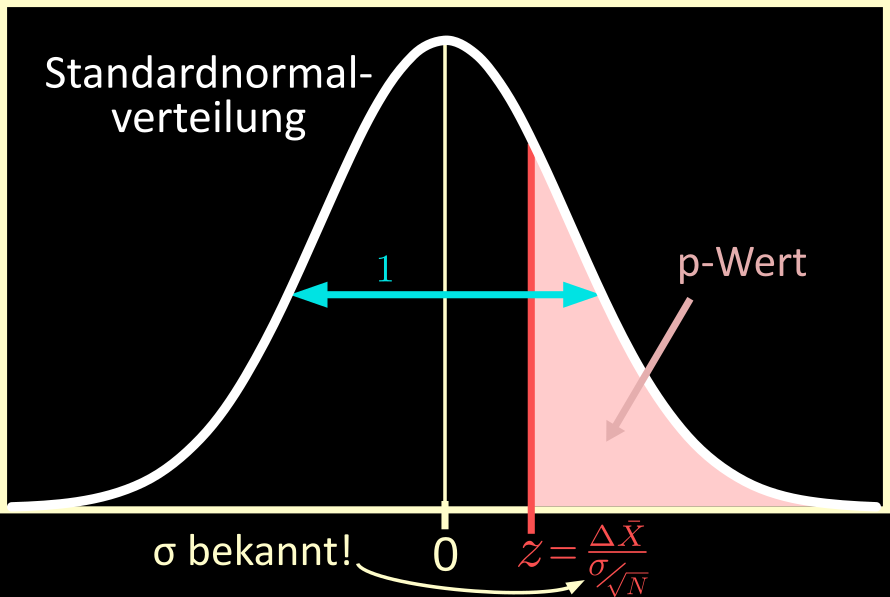 Standardnormal-
verteilung
1
p-Wert
σ bekannt!
0
z = ΔX̄ / (σ/√N)